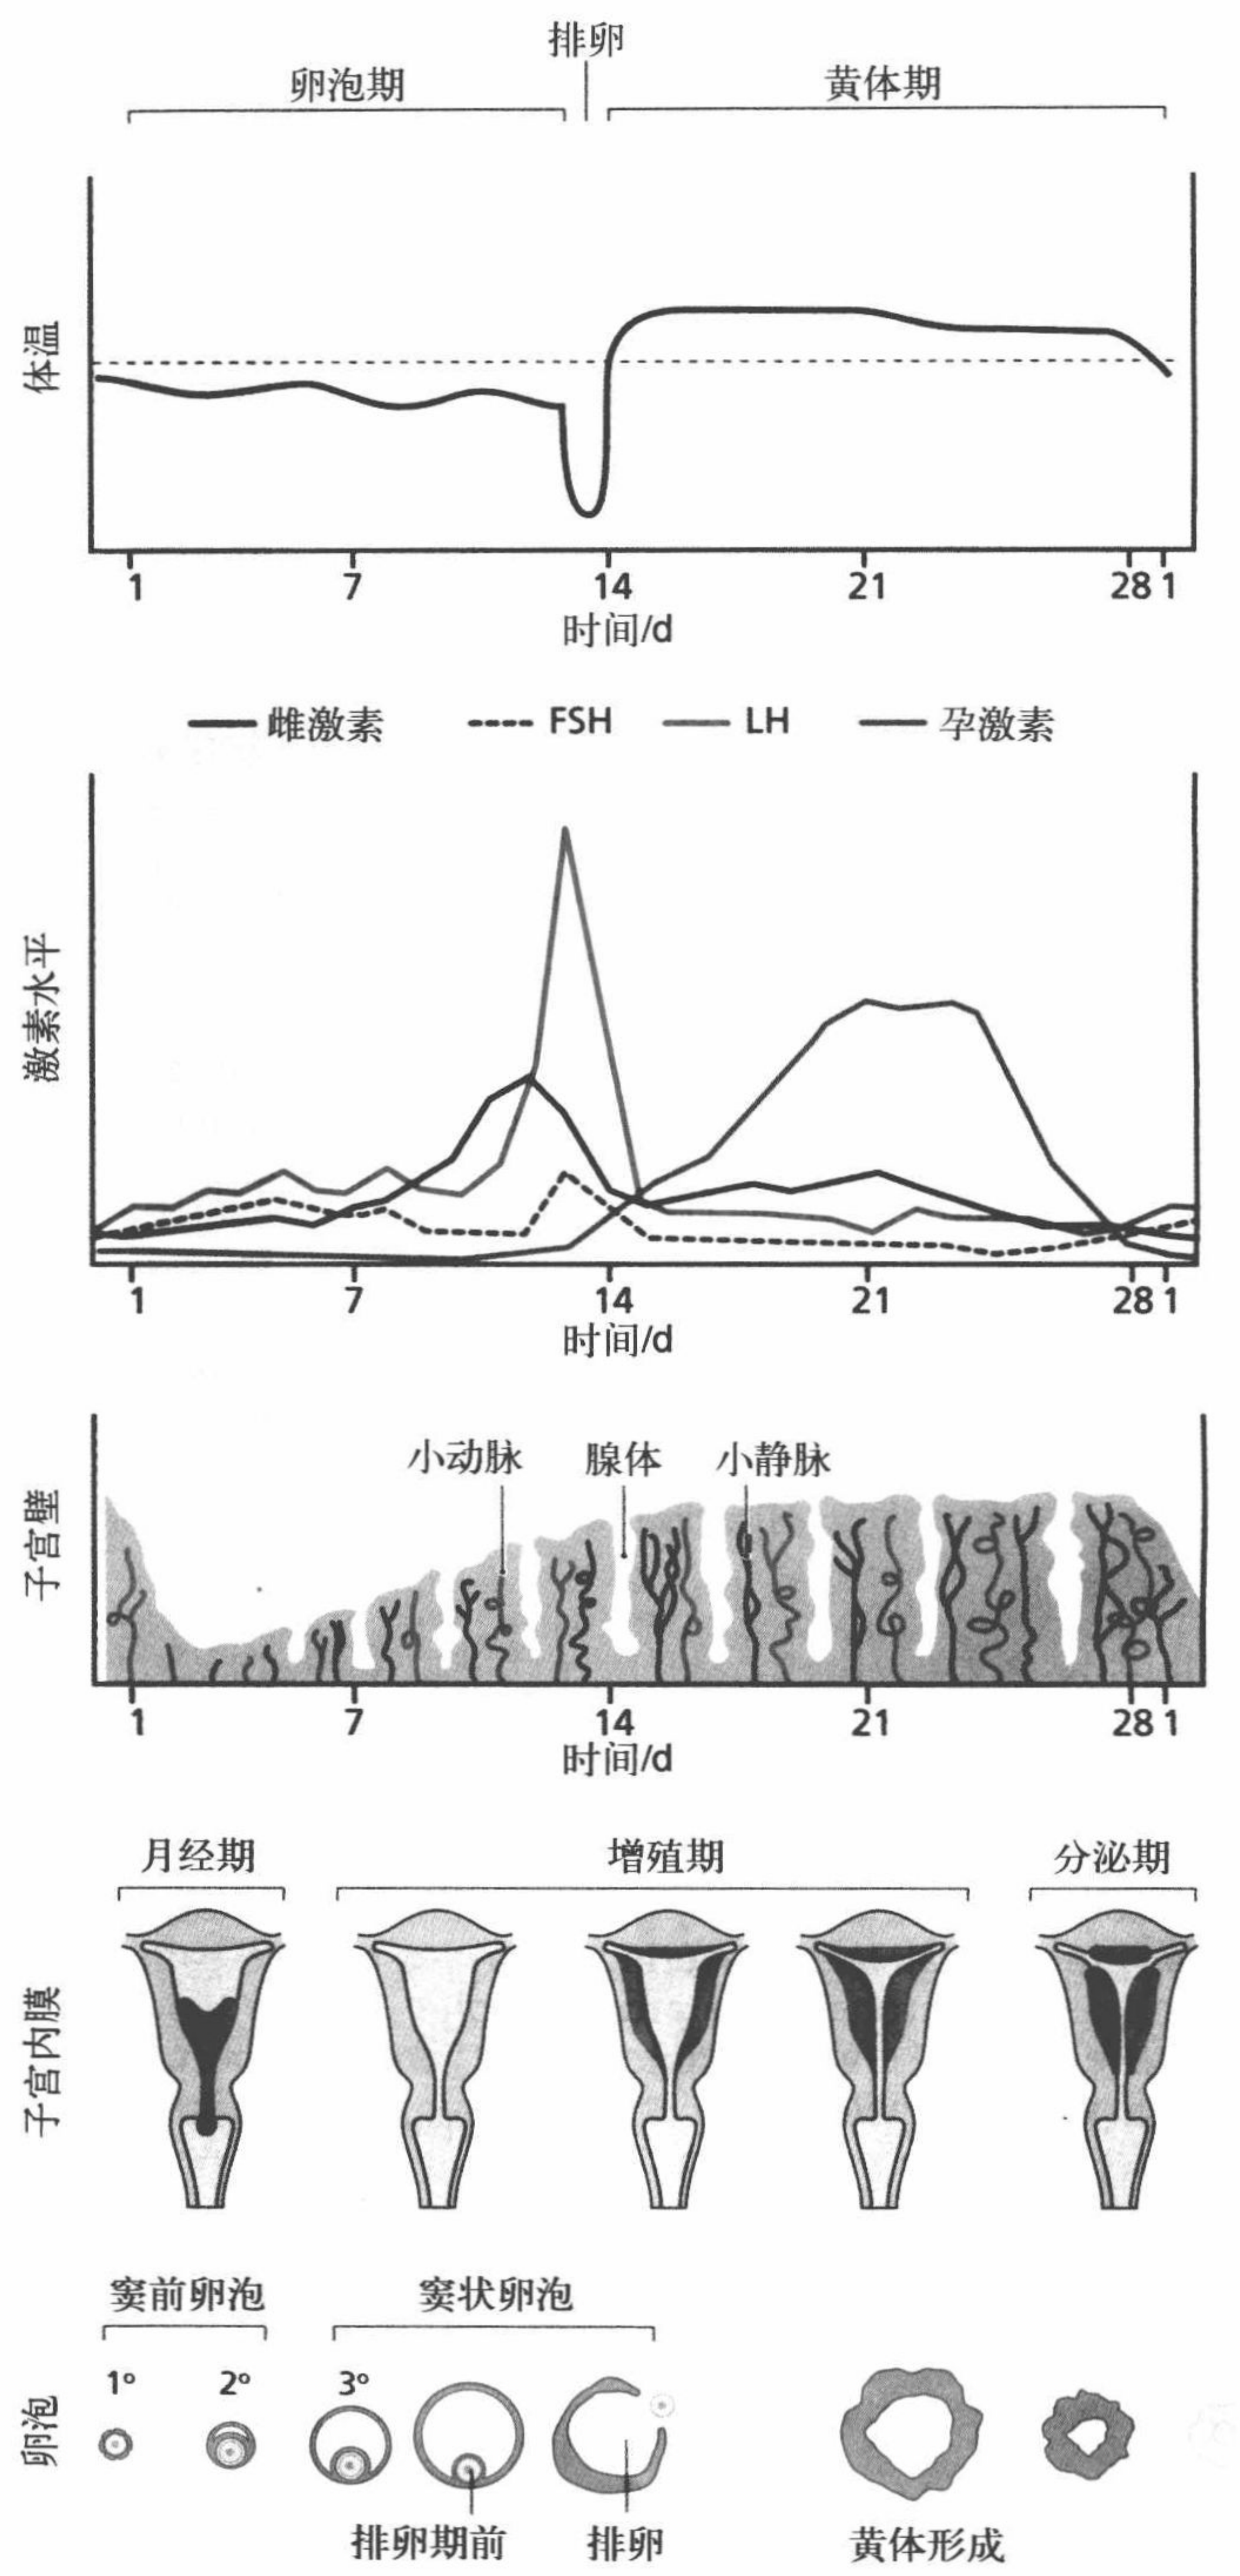 排卵
卵泡期 黄体期
体温
1 7 14 21 28 1
时间/d
雌激素 FSH LH 孕激素
激素水平
1 7 14 21 28 1
时间/d
小动脉 腺体 小静脉
子宫壁
1 7 14 21 28 1
时间/d
月经期 增殖期 分泌期
子宫内膜
窦前卵泡 窦状卵泡
1° 2° 3°
卵泡
排卵期前 排卵 黄体形成